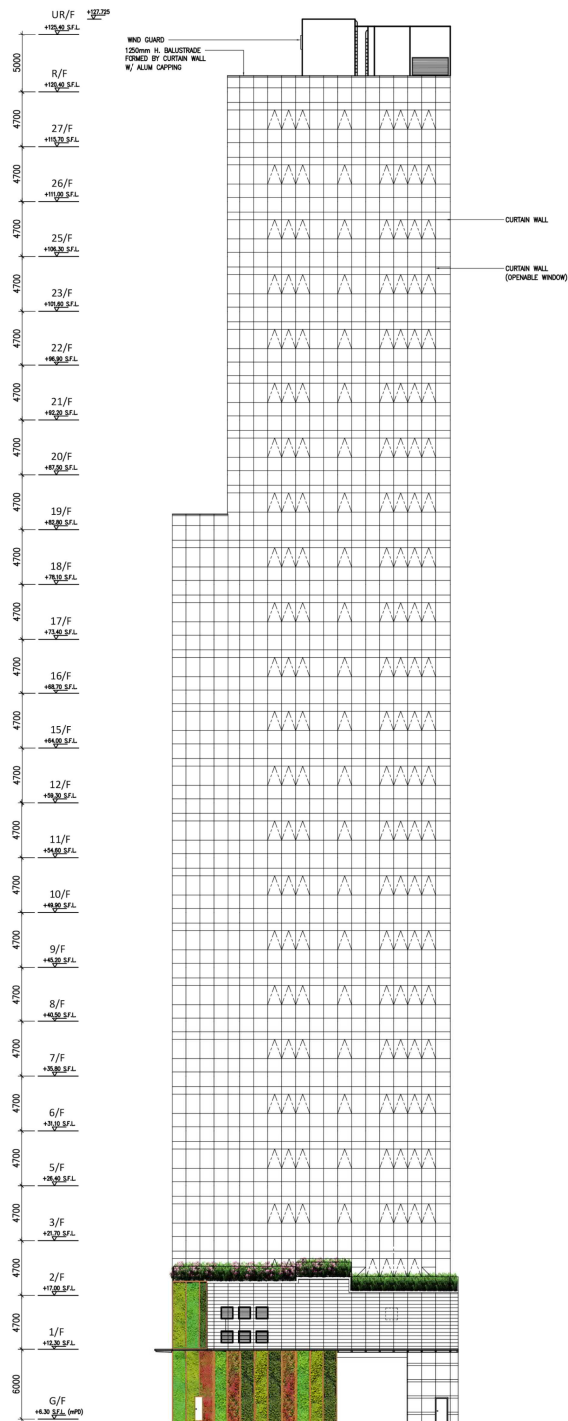 UR/F
+125.40 S.F.L.
+127.725
WIND GUARD
1250mm H. BALUSTRADE
FORMED BY CURTAIN WALL
W/ ALUM CAPPING
5000
R/F
+120.40 S.F.L.
4700
27/F
+115.70 S.F.L.
4700
26/F
+111.00 S.F.L.
CURTAIN WALL
4700
25/F
+106.30 S.F.L.
CURTAIN WALL
(OPENABLE WINDOW)
4700
23/F
+101.60 S.F.L.
4700
22/F
+96.90 S.F.L.
4700
21/F
+92.20 S.F.L.
4700
20/F
+87.50 S.F.L.
4700
19/F
+82.80 S.F.L.
4700
18/F
+78.10 S.F.L.
4700
17/F
+73.40 S.F.L.
4700
16/F
+68.70 S.F.L.
4700
15/F
+64.00 S.F.L.
4700
12/F
+59.30 S.F.L.
4700
11/F
+54.60 S.F.L.
4700
10/F
+49.90 S.F.L.
4700
9/F
+45.20 S.F.L.
4700
8/F
+40.50 S.F.L.
4700
7/F
+35.80 S.F.L.
4700
6/F
+31.10 S.F.L.
4700
5/F
+26.40 S.F.L.
4700
3/F
+21.70 S.F.L.
4700
2/F
+17.00 S.F.L.
4700
1/F
+12.30 S.F.L.
6000
G/F
+6.30 S.F.L. (mPD)